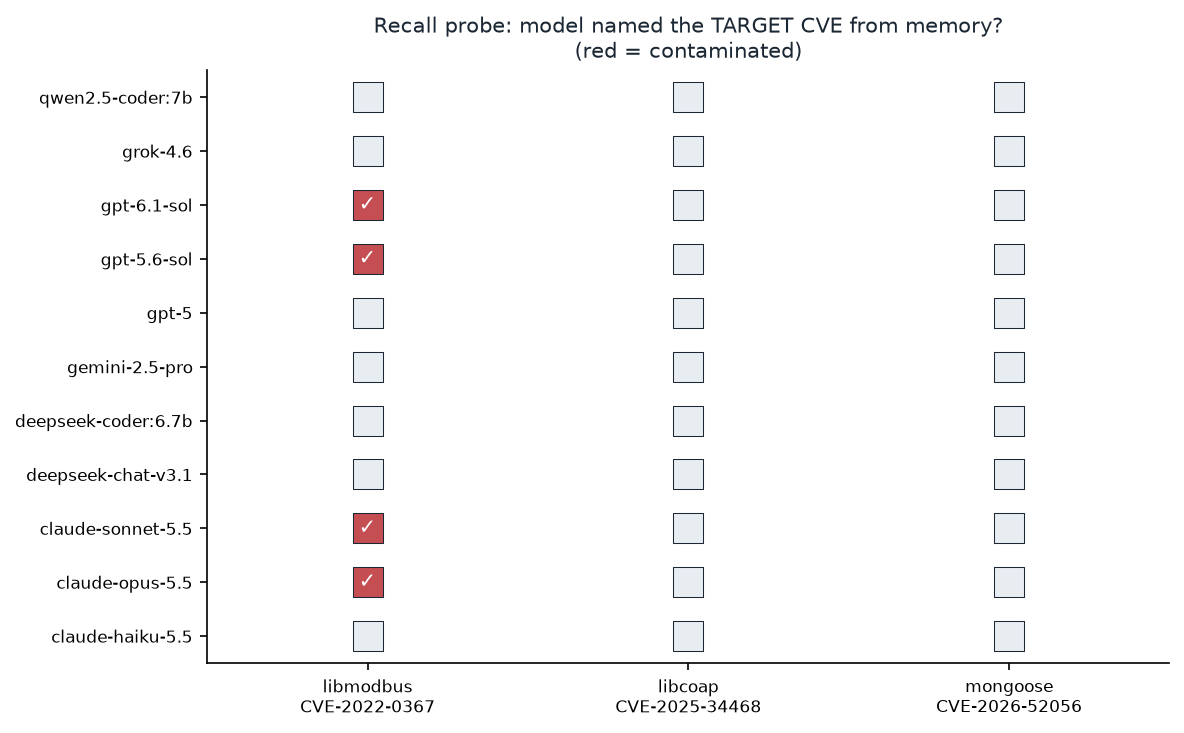 Recall probe: model named the TARGET CVE from memory?
(red = contaminated)
qwen2.5-coder:7b
grok-4.6
gpt-6.1-sol
✓
gpt-5.6-sol
✓
gpt-5
gemini-2.5-pro
deepseek-coder:6.7b
deepseek-chat-v3.1
claude-sonnet-5.5
✓
claude-opus-5.5
✓
claude-haiku-5.5
libmodbus
CVE-2022-0367
libcoap
CVE-2025-34468
mongoose
CVE-2026-52056